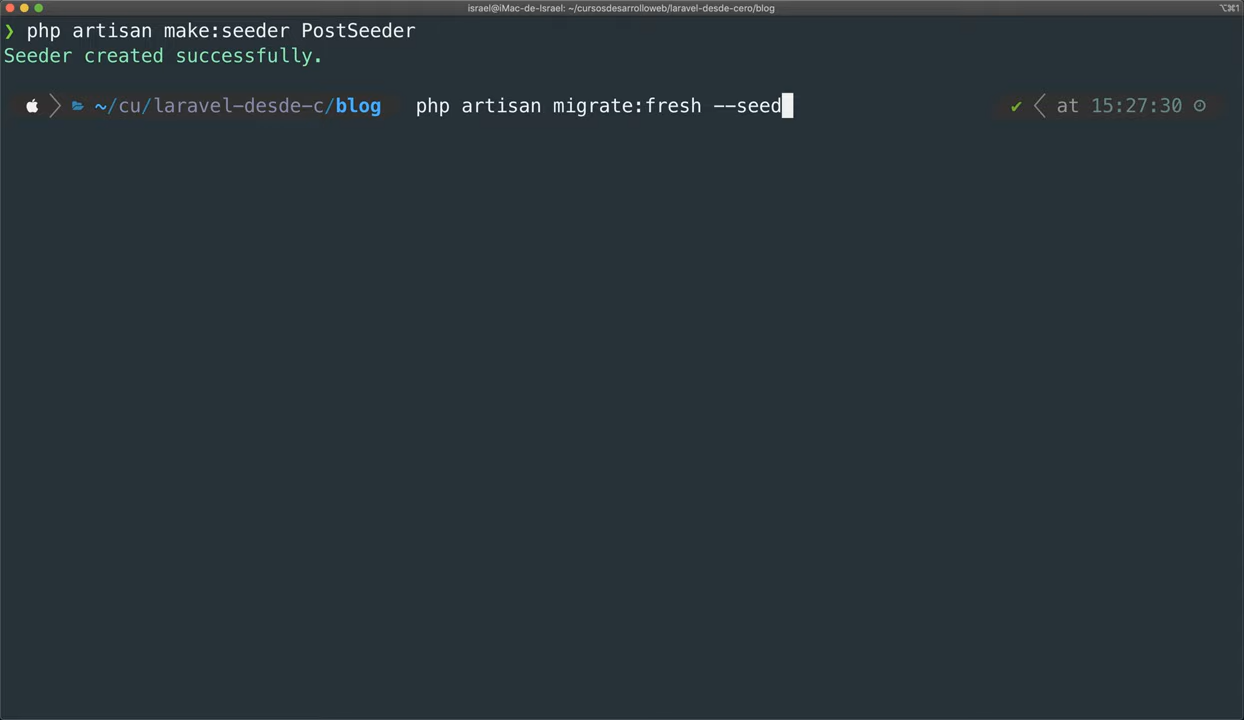 israel@iMac-de-Israel: ~/cursosdesarrolloweb/laravel-desde-cero/blog
⌥⌘1
❯ php artisan make:seeder PostSeeder
Seeder created successfully.
~/cu/laravel-desde-c/blog php artisan migrate:fresh --seed ✔ at 15:27:30